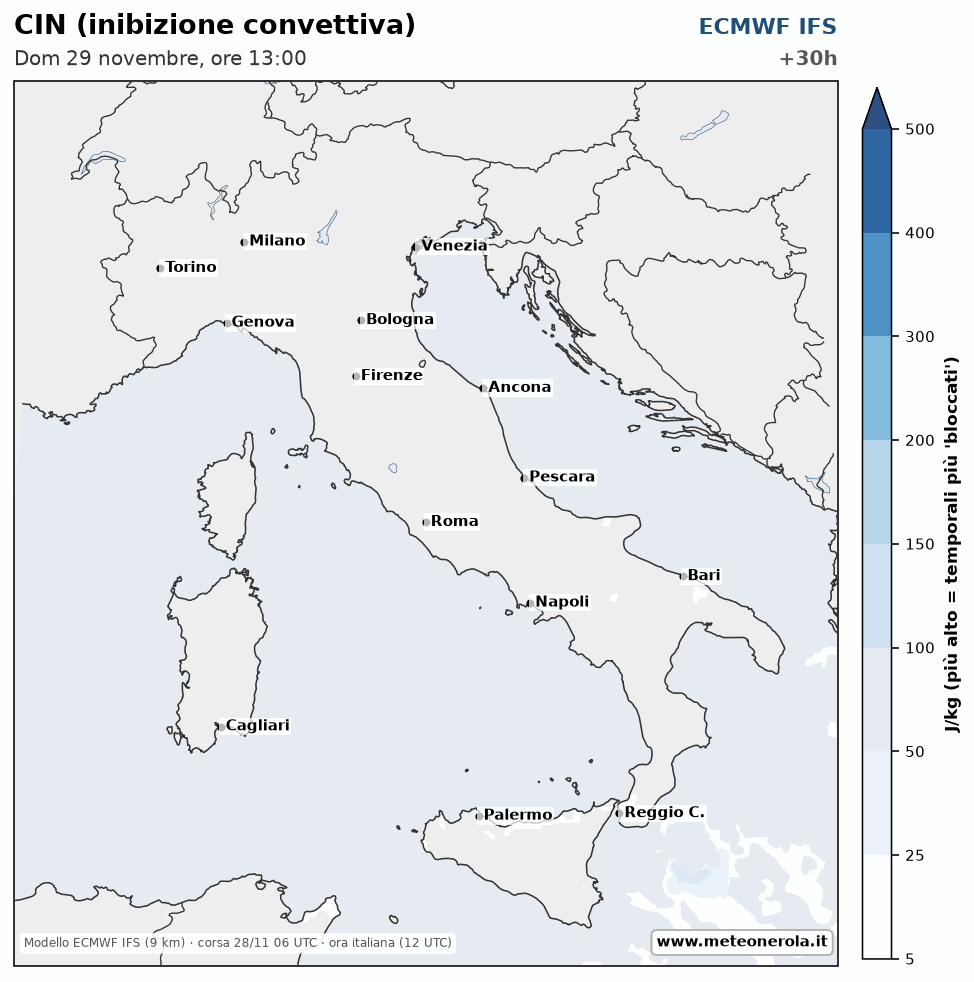 CIN (inibizione convettiva)
ECMWF IFS
Dom 29 novembre, ore 13:00
+30h
Milano
Venezia
Torino
Genova
Bologna
Firenze
Ancona
Pescara
Roma
Bari
Napoli
Cagliari
Palermo
Reggio C.
Modello ECMWF IFS (9 km) · corsa 28/11 06 UTC · ora italiana (12 UTC)
www.meteonerola.it
500
400
300
200
150
100
50
25
5
J/kg (più alto = temporali più 'bloccati')